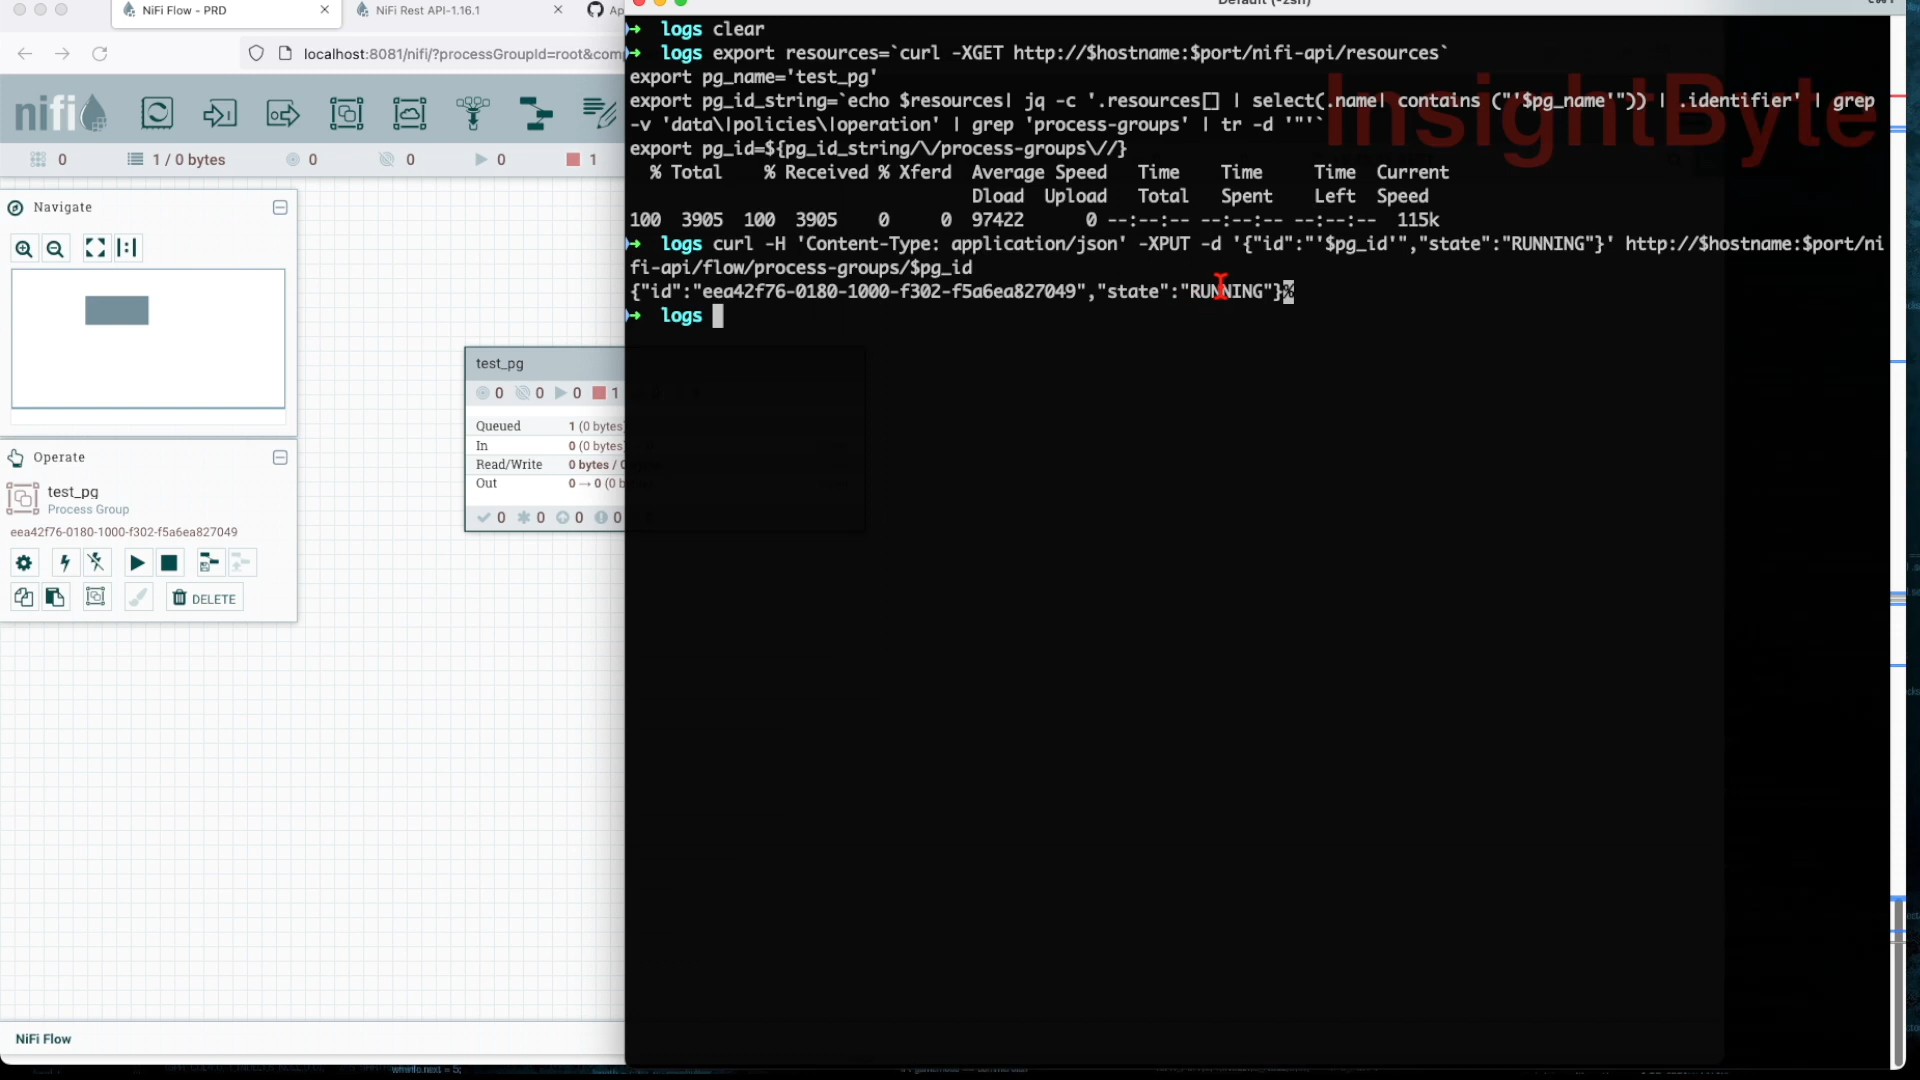 NiFi Flow - PRD
NiFi Rest API-1.16.1
Default (-zsh)
localhost:8081/nifi/?processGroupId=root&com
nifi
0
1 / 0 bytes
0
0
0
1
Navigate
Operate
test_pg
Process Group
eea42f76-0180-1000-f302-f5a6ea827049
DELETE
test_pg
0 0 0 1
Queued 1 (0 bytes)
In 0 (0 bytes)
Read/Write 0 bytes / 0
Out 0 → 0 (0 b
0 0 0 0
NiFi Flow
InsightByte
→ logs clear
→ logs export resources=`curl -XGET http://$hostname:$port/nifi-api/resources`
export pg_name='test_pg'
export pg_id_string=`echo $resources| jq -c '.resources[] | select(.name| contains ("'$pg_name'")) | .identifier' | grep
-v 'data\|policies\|operation' | grep 'process-groups' | tr -d '"'`
export pg_id=${pg_id_string/\/process-groups\//}
% Total % Received % Xferd Average Speed Time Time Time Current
Dload Upload Total Spent Left Speed
100 3905 100 3905 0 0 97422 0 --:--:-- --:--:-- --:--:-- 115k
→ logs curl -H 'Content-Type: application/json' -XPUT -d '{"id":"'$pg_id'","state":"RUNNING"}' http://$hostname:$port/ni
fi-api/flow/process-groups/$pg_id
{"id":"eea42f76-0180-1000-f302-f5a6ea827049","state":"RUNNING"}%
→ logs